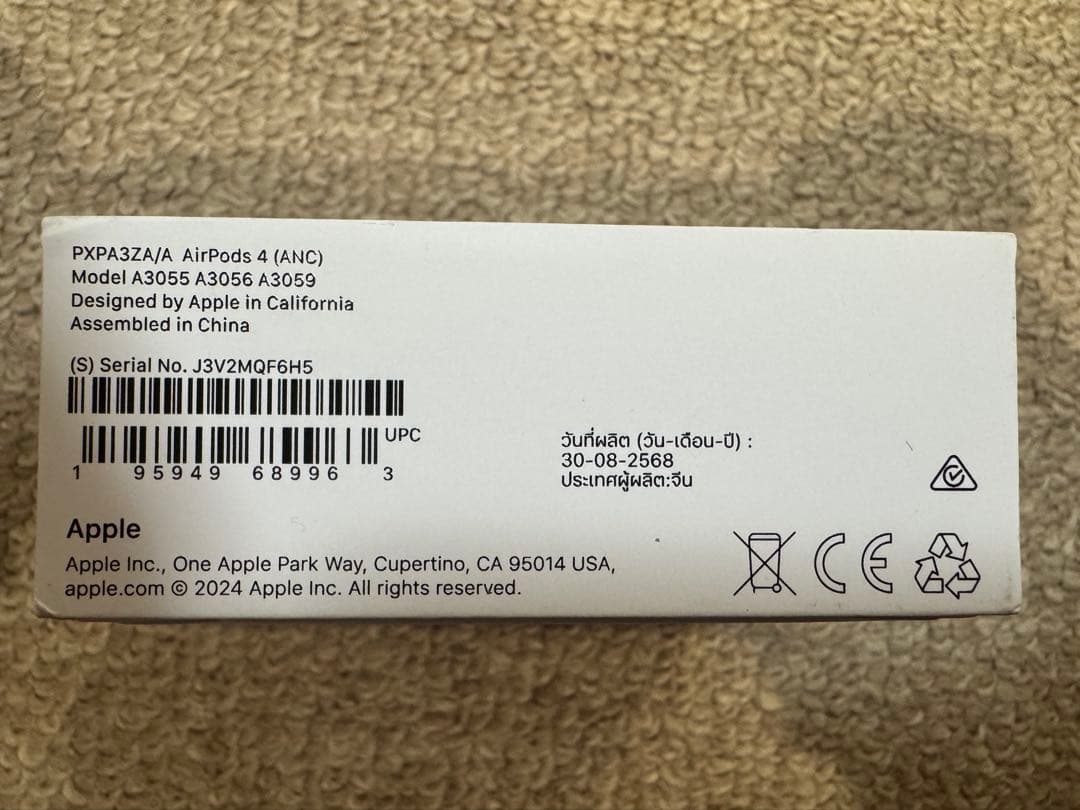 PXPA3ZA/A AirPods 4 (ANC)
Model A3055 A3056 A3059
Designed by Apple in California
Assembled in China
(S) Serial No. J3V2MQF6H5
UPC
1 95949 68996 3
วันที่ผลิต (วัน-เดือน-ปี) :
30-08-2568
ประเทศผู้ผลิต:จีน
Apple
Apple Inc., One Apple Park Way, Cupertino, CA 95014 USA,
apple.com © 2024 Apple Inc. All rights reserved.
CE